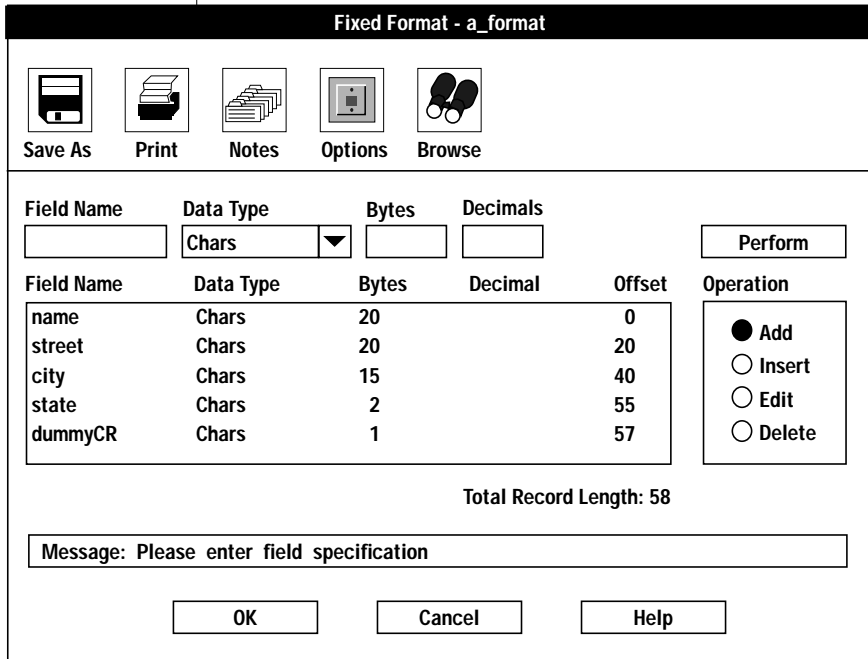 Fixed Format - a_format
Save As Print Notes Options Browse
Field Name Data Type Bytes Decimals
Chars Perform
Field Name Data Type Bytes Decimal Offset Operation
name Chars 20 0
street Chars 20 20
city Chars 15 40
state Chars 2 55
dummyCR Chars 1 57
Add
Insert
Edit
Delete
Total Record Length: 58
Message: Please enter field specification
OK Cancel Help